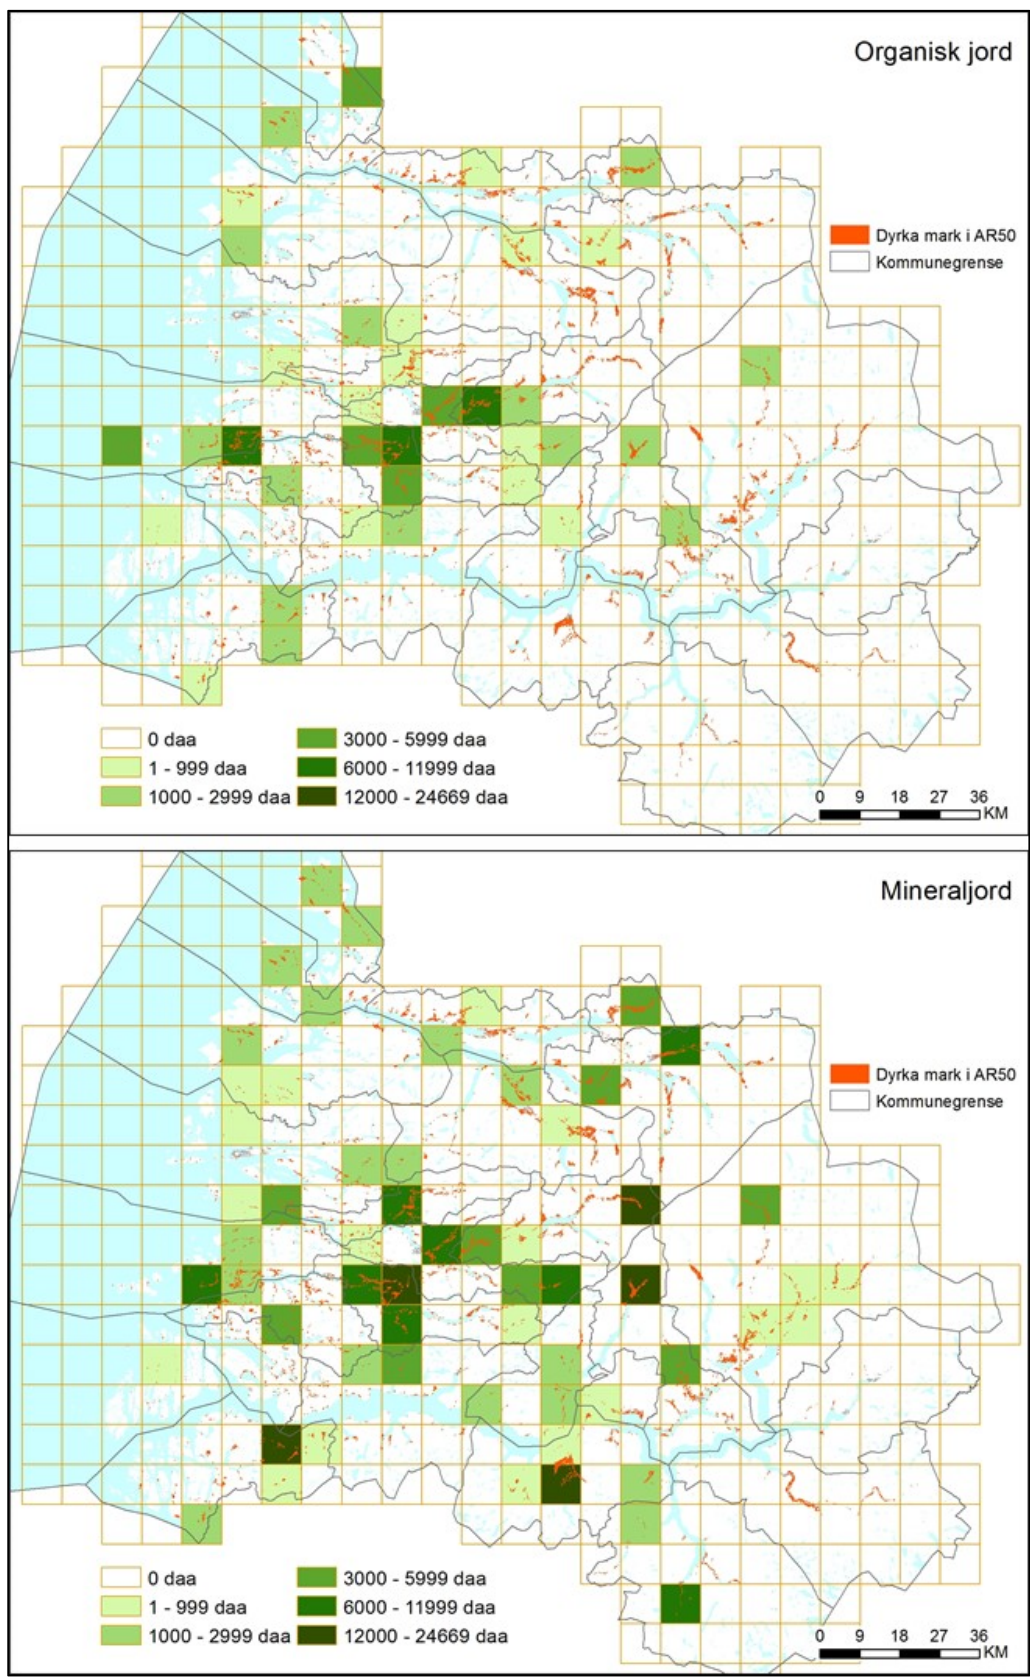 Organisk jord
Dyrka mark i AR50
Kommunegrense
0 daa
1 - 999 daa
1000 - 2999 daa
3000 - 5999 daa
6000 - 11999 daa
12000 - 24669 daa
0 9 18 27 36
KM
Mineraljord
Dyrka mark i AR50
Kommunegrense
0 daa
1 - 999 daa
1000 - 2999 daa
3000 - 5999 daa
6000 - 11999 daa
12000 - 24669 daa
0 9 18 27 36
KM